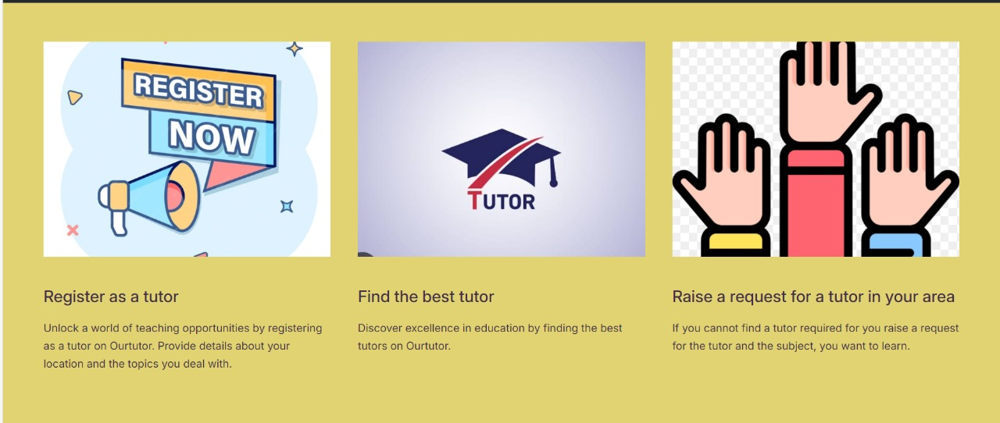 REGISTER
NOW
TUTOR
Register as a tutor
Unlock a world of teaching opportunities by registering
as a tutor on Ourtutor. Provide details about your
location and the topics you deal with.
Find the best tutor
Discover excellence in education by finding the best
tutors on Ourtutor.
Raise a request for a tutor in your area
If you cannot find a tutor required for you raise a request
for the tutor and the subject, you want to learn.